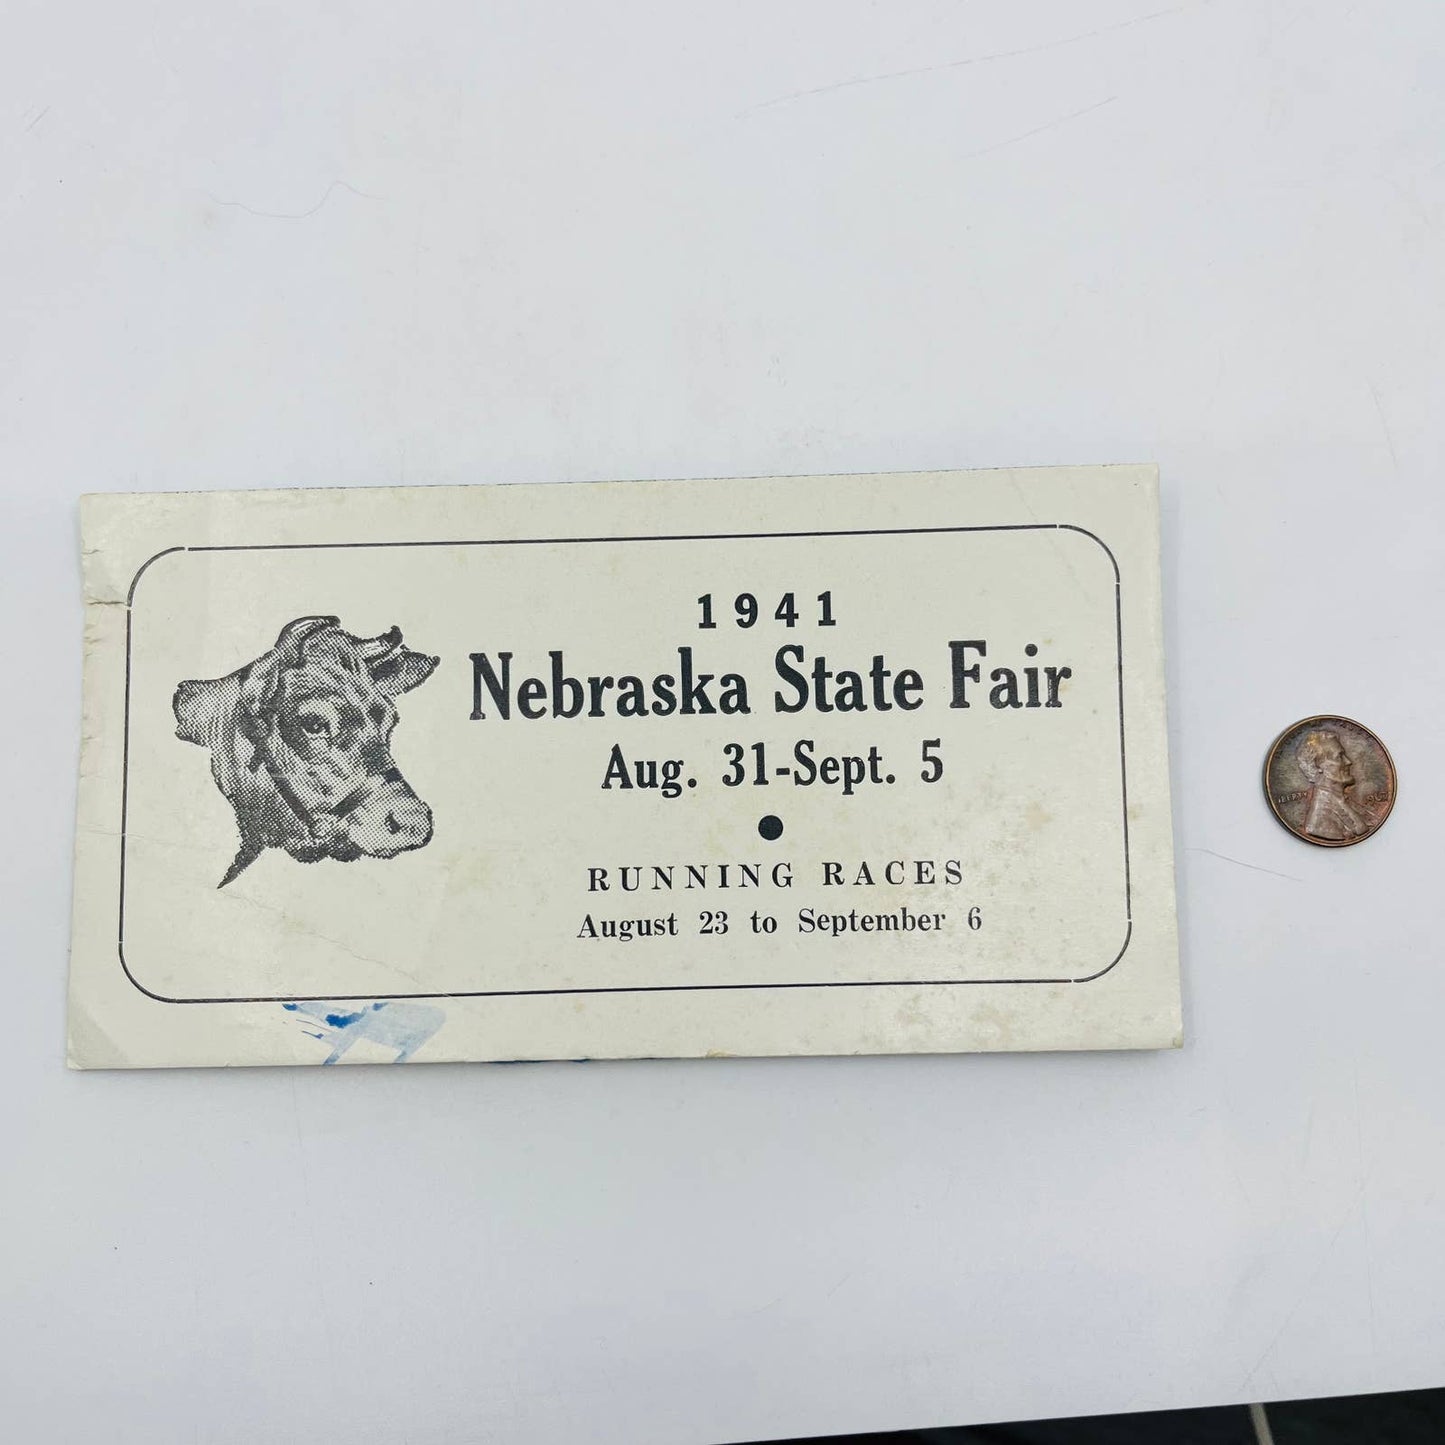 1941
Nebraska State Fair
Aug. 31-Sept. 5
RUNNING RACES
August 23 to September 6